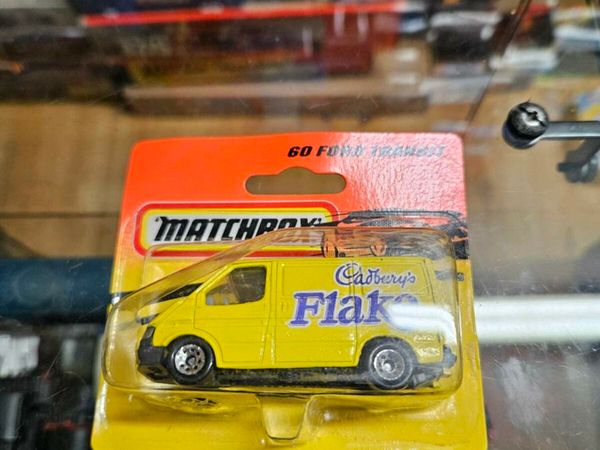 60 FORD TRANSIT
MATCHBOX
Cadbury's
Flake